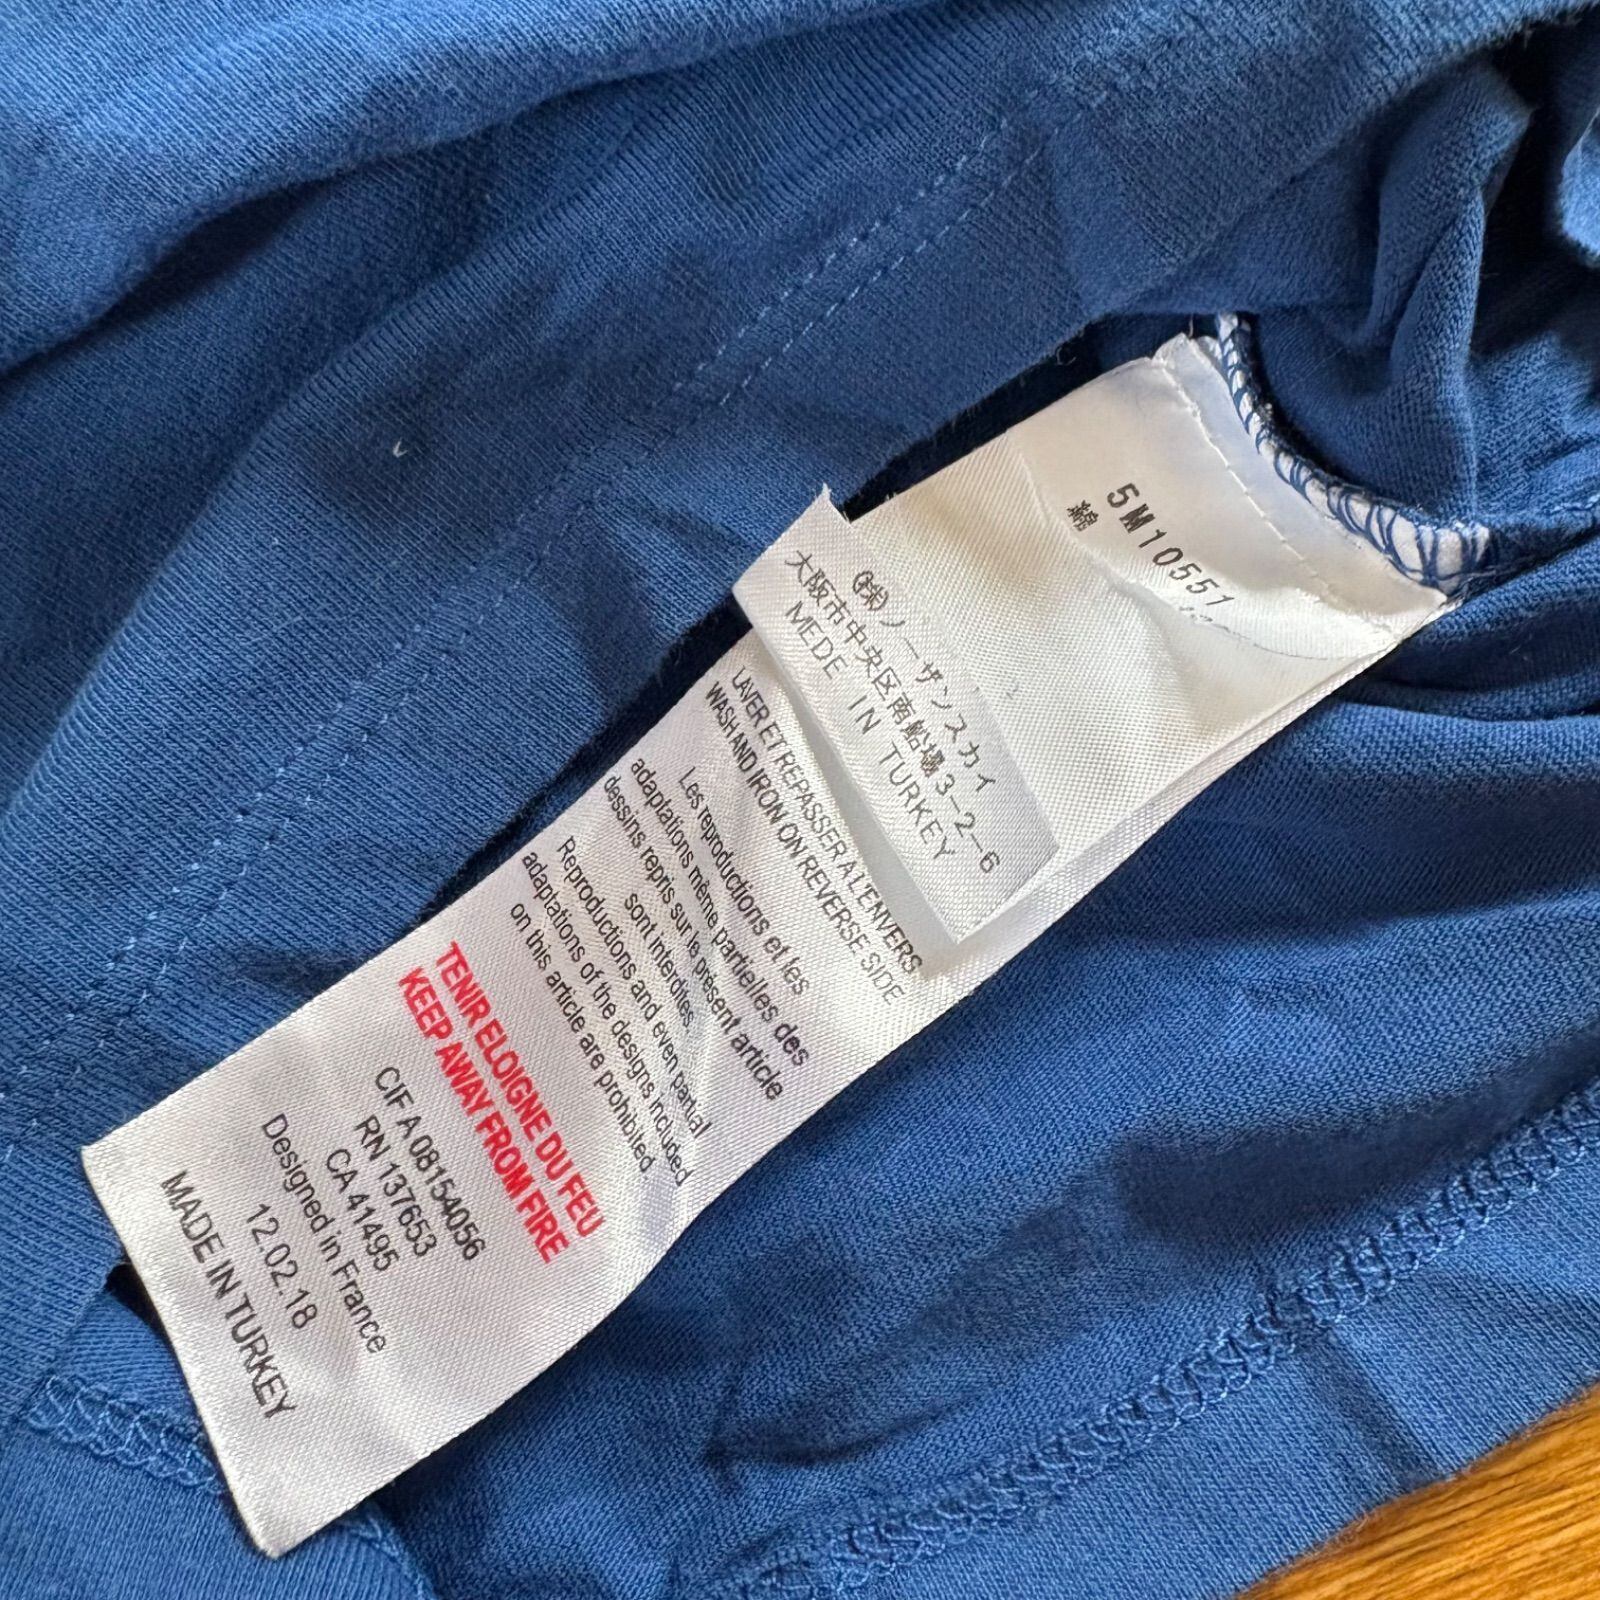 5M10551
綿
㈱ノーザンスカイ
大阪市中央区南船場3-2-6
MEDE IN TURKEY
LAVER ET REPASSER A L'ENVERS
WASH AND IRON ON REVERSE SIDE
Les reproductions et les
adaptations même partielles des
dessins repris sur le présent article
sont interdites.
Reproductions and even partial
adaptations of the designs included
on this article are prohibited
TENIR ELOIGNE DU FEU
KEEP AWAY FROM FIRE
CIF A 08154056
RN 137653
CA 41495
Designed in France
12.02.18
MADE IN TURKEY